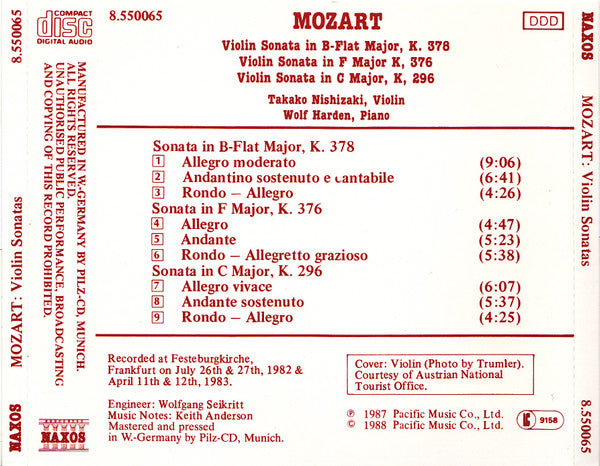 8.550065
MOZART: Violin Sonatas
NAXOS
COMPACT
disc
DIGITAL AUDIO
MANUFACTURED IN W.-GERMANY BY PILZ-CD, MUNICH.
ALL RIGHTS RESERVED.
UNAUTHORISED PUBLIC PERFORMANCE, BROADCASTING
AND COPYING OF THIS RECORD PROHIBITED.
NAXOS
8.550065
MOZART
DDD
Violin Sonata in B-Flat Major, K. 378
Violin Sonata in F Major K, 376
Violin Sonata in C Major, K, 296
Takako Nishizaki, Violin
Wolf Harden, Piano
Sonata in B-Flat Major, K. 378
1 Allegro moderato (9:06)
2 Andantino sostenuto e cantabile (6:41)
3 Rondo – Allegro (4:26)
Sonata in F Major, K. 376
4 Allegro (4:47)
5 Andante (5:23)
6 Rondo – Allegretto grazioso (5:38)
Sonata in C Major, K. 296
7 Allegro vivace (6:07)
8 Andante sostenuto (5:37)
9 Rondo – Allegro (4:25)
Recorded at Festeburgkirche,
Frankfurt on July 26th & 27th, 1982 &
April 11th & 12th, 1983.
Engineer: Wolfgang Seikritt
Music Notes: Keith Anderson
Mastered and pressed
in W.-Germany by Pilz-CD, Munich.
Cover: Violin (Photo by Trumler).
Courtesy of Austrian National
Tourist Office.
℗ 1987 Pacific Music Co., Ltd.
© 1988 Pacific Music Co., Ltd.
LC 9158
NAXOS
MOZART: Violin Sonatas
8.550065